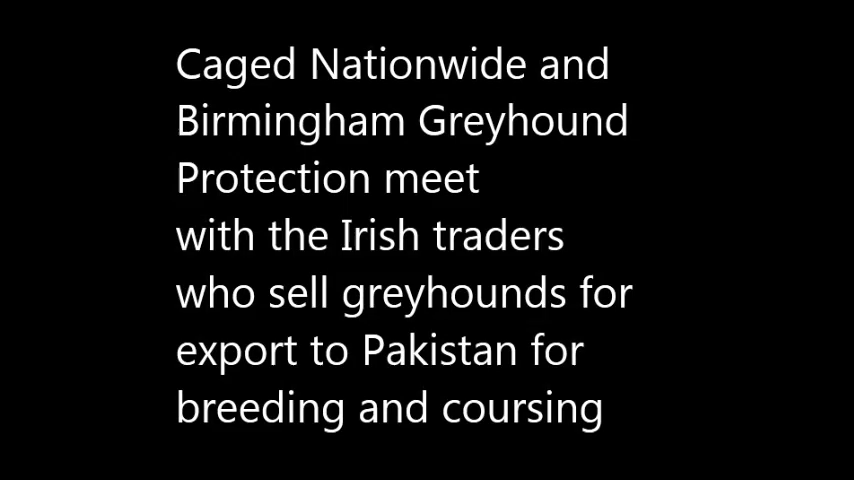 Caged Nationwide and
Birmingham Greyhound
Protection meet
with the Irish traders
who sell greyhounds for
export to Pakistan for
breeding and coursing